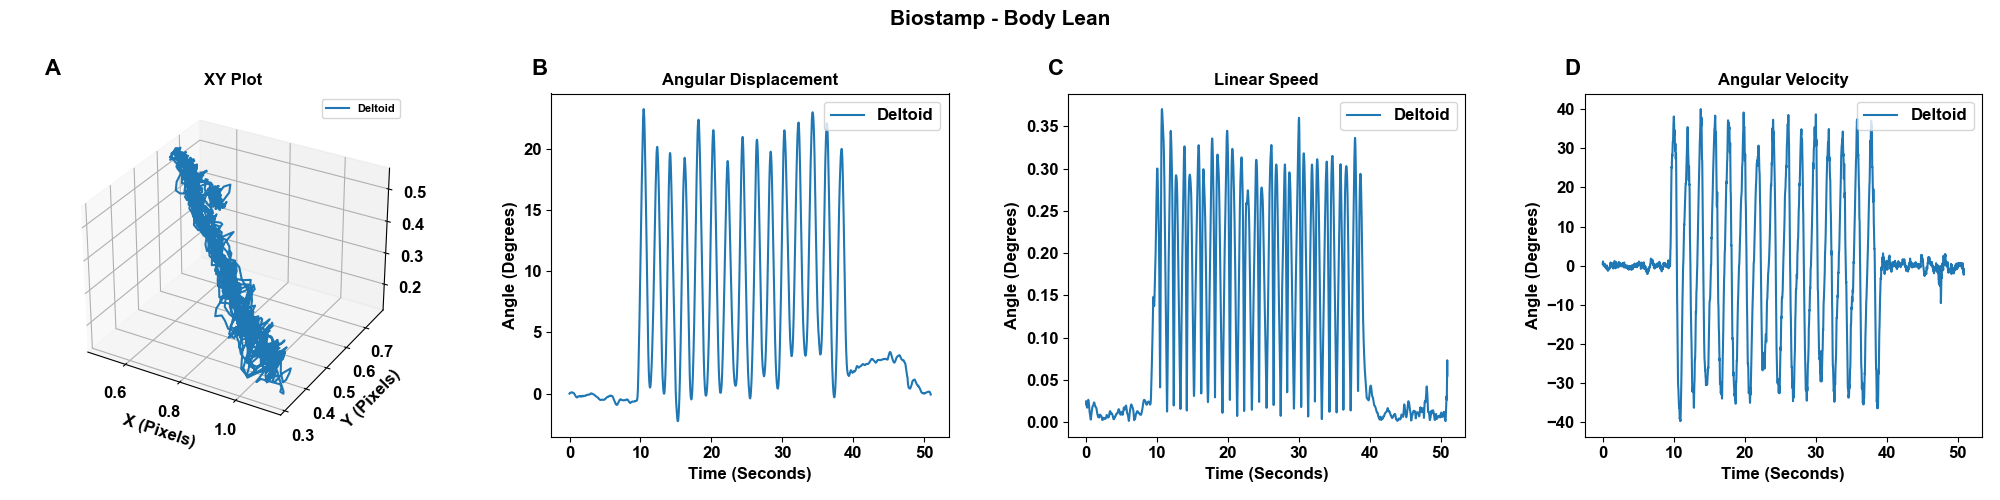 Biostamp - Body Lean
A
XY Plot
Deltoid
0.5
0.4
0.3
0.2
0.6
0.8
1.0
X (Pixels)
0.3
0.4
0.5
0.6
0.7
Y (Pixels)
B
Angular Displacement
Deltoid
20
15
10
5
0
Angle (Degrees)
0 10 20 30 40 50
Time (Seconds)
C
Linear Speed
Deltoid
0.35
0.30
0.25
0.20
0.15
0.10
0.05
0.00
Angle (Degrees)
0 10 20 30 40 50
Time (Seconds)
D
Angular Velocity
Deltoid
40
30
20
10
0
−10
−20
−30
−40
Angle (Degrees)
0 10 20 30 40 50
Time (Seconds)